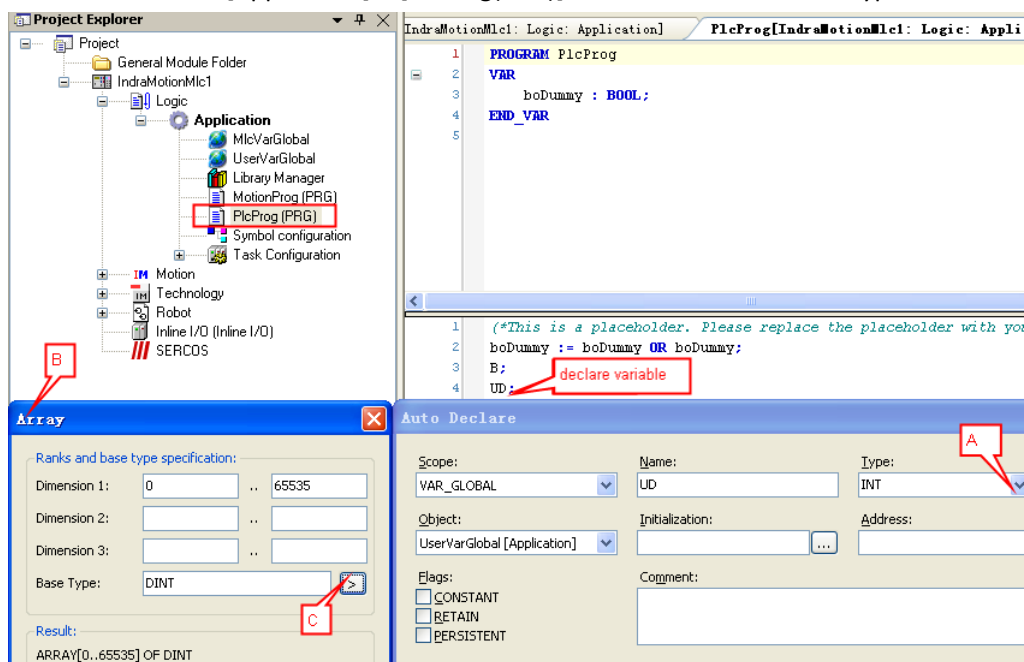 Project Explorer
Project
General Module Folder
IndraMotionMlc1
Logic
Application
MlcVarGlobal
UserVarGlobal
Library Manager
MotionProg (PRG)
PlcProg (PRG)
Symbol configuration
Task Configuration
IM Motion
IM Technology
Robot
Inline I/O (Inline I/O)
SERCOS
IndraMotionMlc1: Logic: Application]
PlcProg[IndraMotionMlc1: Logic: Appli
1 PROGRAM PlcProg
2 VAR
3 boDummy : BOOL;
4 END_VAR
5
1 (*This is a placeholder. Please replace the placeholder with you
2 boDummy := boDummy OR boDummy;
3 B;
4 UD;
declare variable
B
Array
Ranks and base type specification:
Dimension 1: 0 .. 65535
Dimension 2: ..
Dimension 3: ..
Base Type: DINT >
C
Result:
ARRAY[0..65535] OF DINT
Auto Declare
A
Scope: Name: Type:
VAR_GLOBAL UD INT
Object: Initialization: Address:
UserVarGlobal [Application] ...
Flags: Comment:
CONSTANT
RETAIN
PERSISTENT